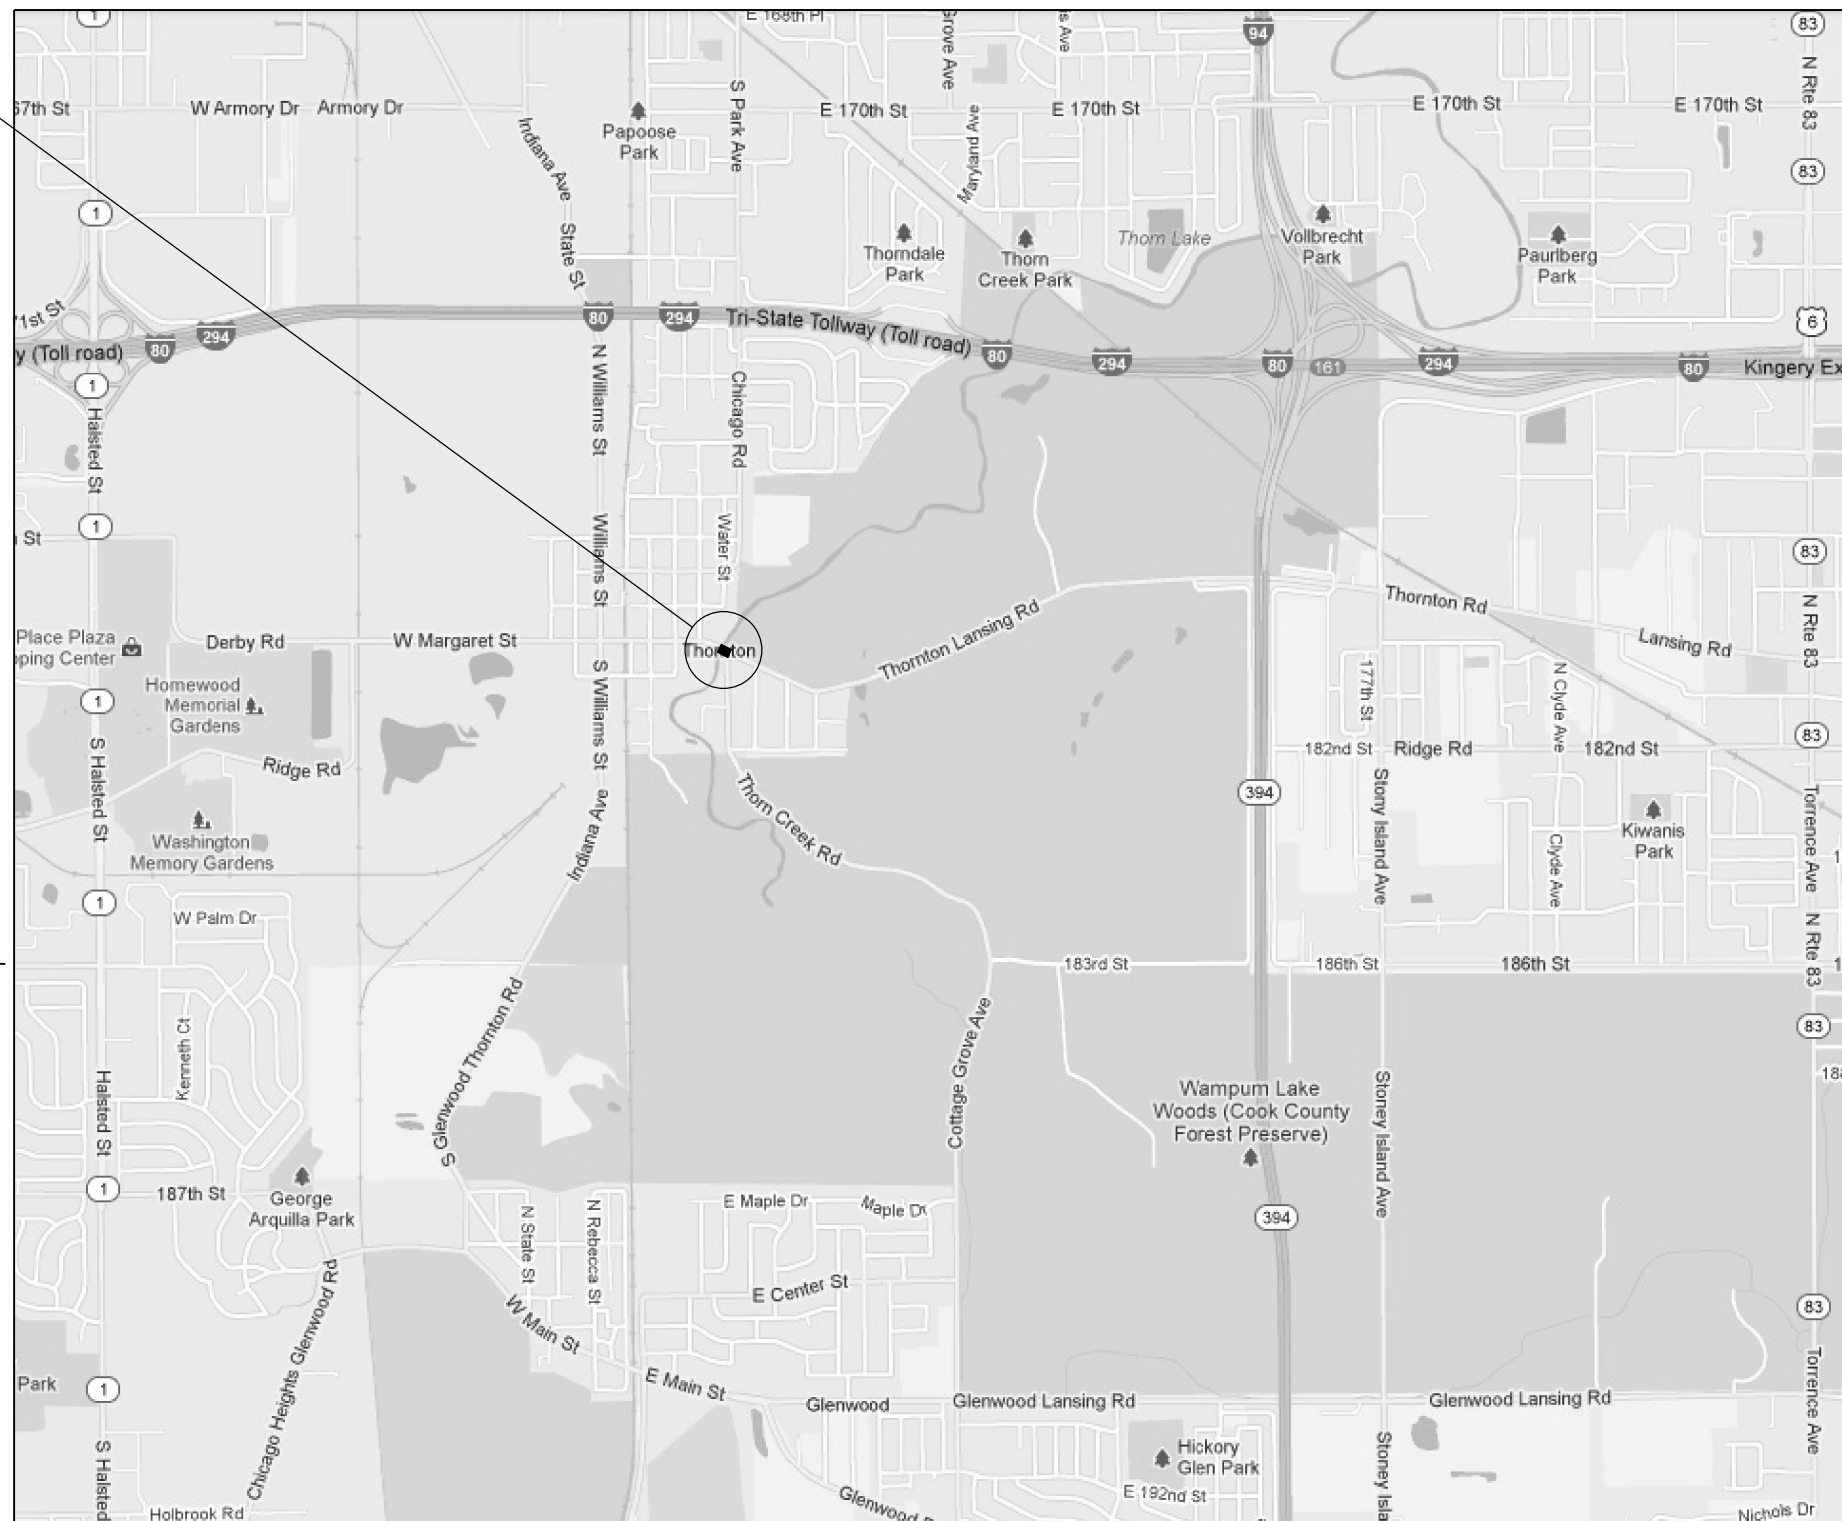 1
E 168th Pl
Grove Ave
94
83
N Rte 83
67th St
W Armory Dr
Armory Dr
Indiana Ave
Papoose
Park
S Park Ave
E 170th St
Maryland Ave
E 170th St
E 170th St
E 170th St
83
1
State St
Thorndale
Park
Thorn
Creek Park
Thorn Lake
Vollbrecht
Park
Paurlberg
Park
71st St
y (Toll road)
80
294
80
294
Tri-State Tollway (Toll road)
80
294
80
161
294
80
6
Kingery Ex
1
Halsted St
N Williams St
Chicago Rd
1
St
Williams St
Water St
83
N Rte 83
Place Plaza
pping Center
Derby Rd
W Margaret St
Thornton
Thornton Lansing Rd
Thornton Rd
Lansing Rd
Homewood
Memorial
Gardens
1
S Halsted St
Ridge Rd
S Williams St
177th St
N Clyde Ave
83
182nd St
Ridge Rd
182nd St
Indiana Ave
Thorn Creek Rd
394
Stony Island Ave
Kiwanis
Park
Clyde Ave
Torrence Ave
Washington
Memory Gardens
1
W Palm Dr
N Rte 83
183rd St
186th St
186th St
S Glenwood Thornton Rd
Kenneth Ct
Cottage Grove Ave
83
Halsted St
Wampum Lake
Woods (Cook County
Forest Preserve)
Stoney Island Ave
1
187th St
George
Arquilla Park
N State St
N Rebecca St
E Maple Dr
Maple Dr
394
Chicago Heights Glenwood Rd
W Main St
E Center St
83
Torrence Ave
Park
1
E Main St
Glenwood
Glenwood Lansing Rd
Glenwood Lansing Rd
S Halsted
Hickory
Glen Park
Stoney Isla
E 192nd St
Holbrook Rd
Glenwood
Nichols Dr